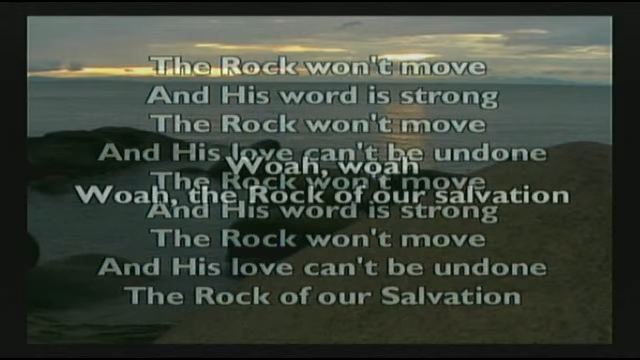 The Rock won't move
And His word is strong
The Rock won't move
And His love can't be undone
Woah, woah
The Rock won't move
Woah, the Rock of our salvation
And His word is strong
The Rock won't move
And His love can't be undone
The Rock of our Salvation